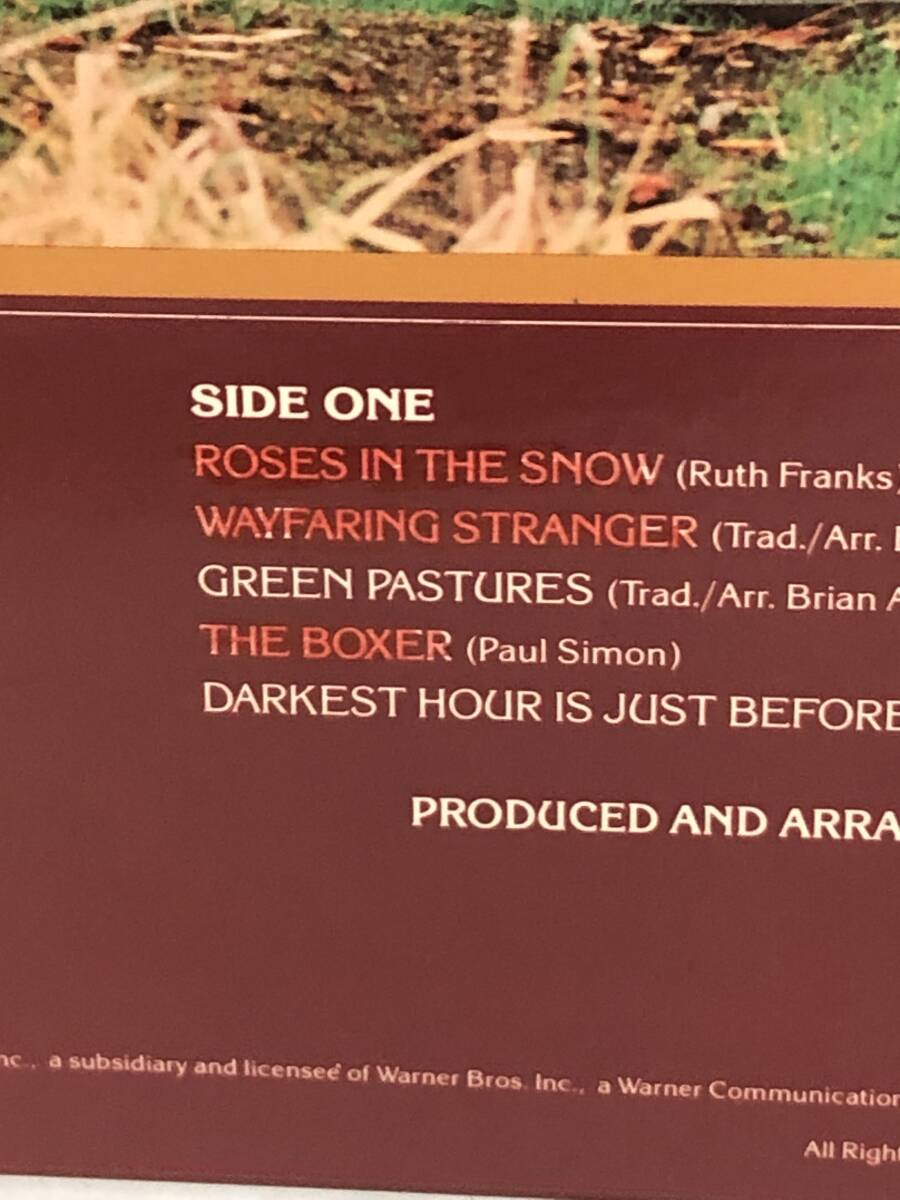 SIDE ONE
ROSES IN THE SNOW (Ruth Franks)
WAYFARING STRANGER (Trad./Arr.
GREEN PASTURES (Trad./Arr. Brian A
THE BOXER (Paul Simon)
DARKEST HOUR IS JUST BEFORE
PRODUCED AND ARRA
nc., a subsidiary and licensee of Warner Bros. Inc., a Warner Communication
All Righ